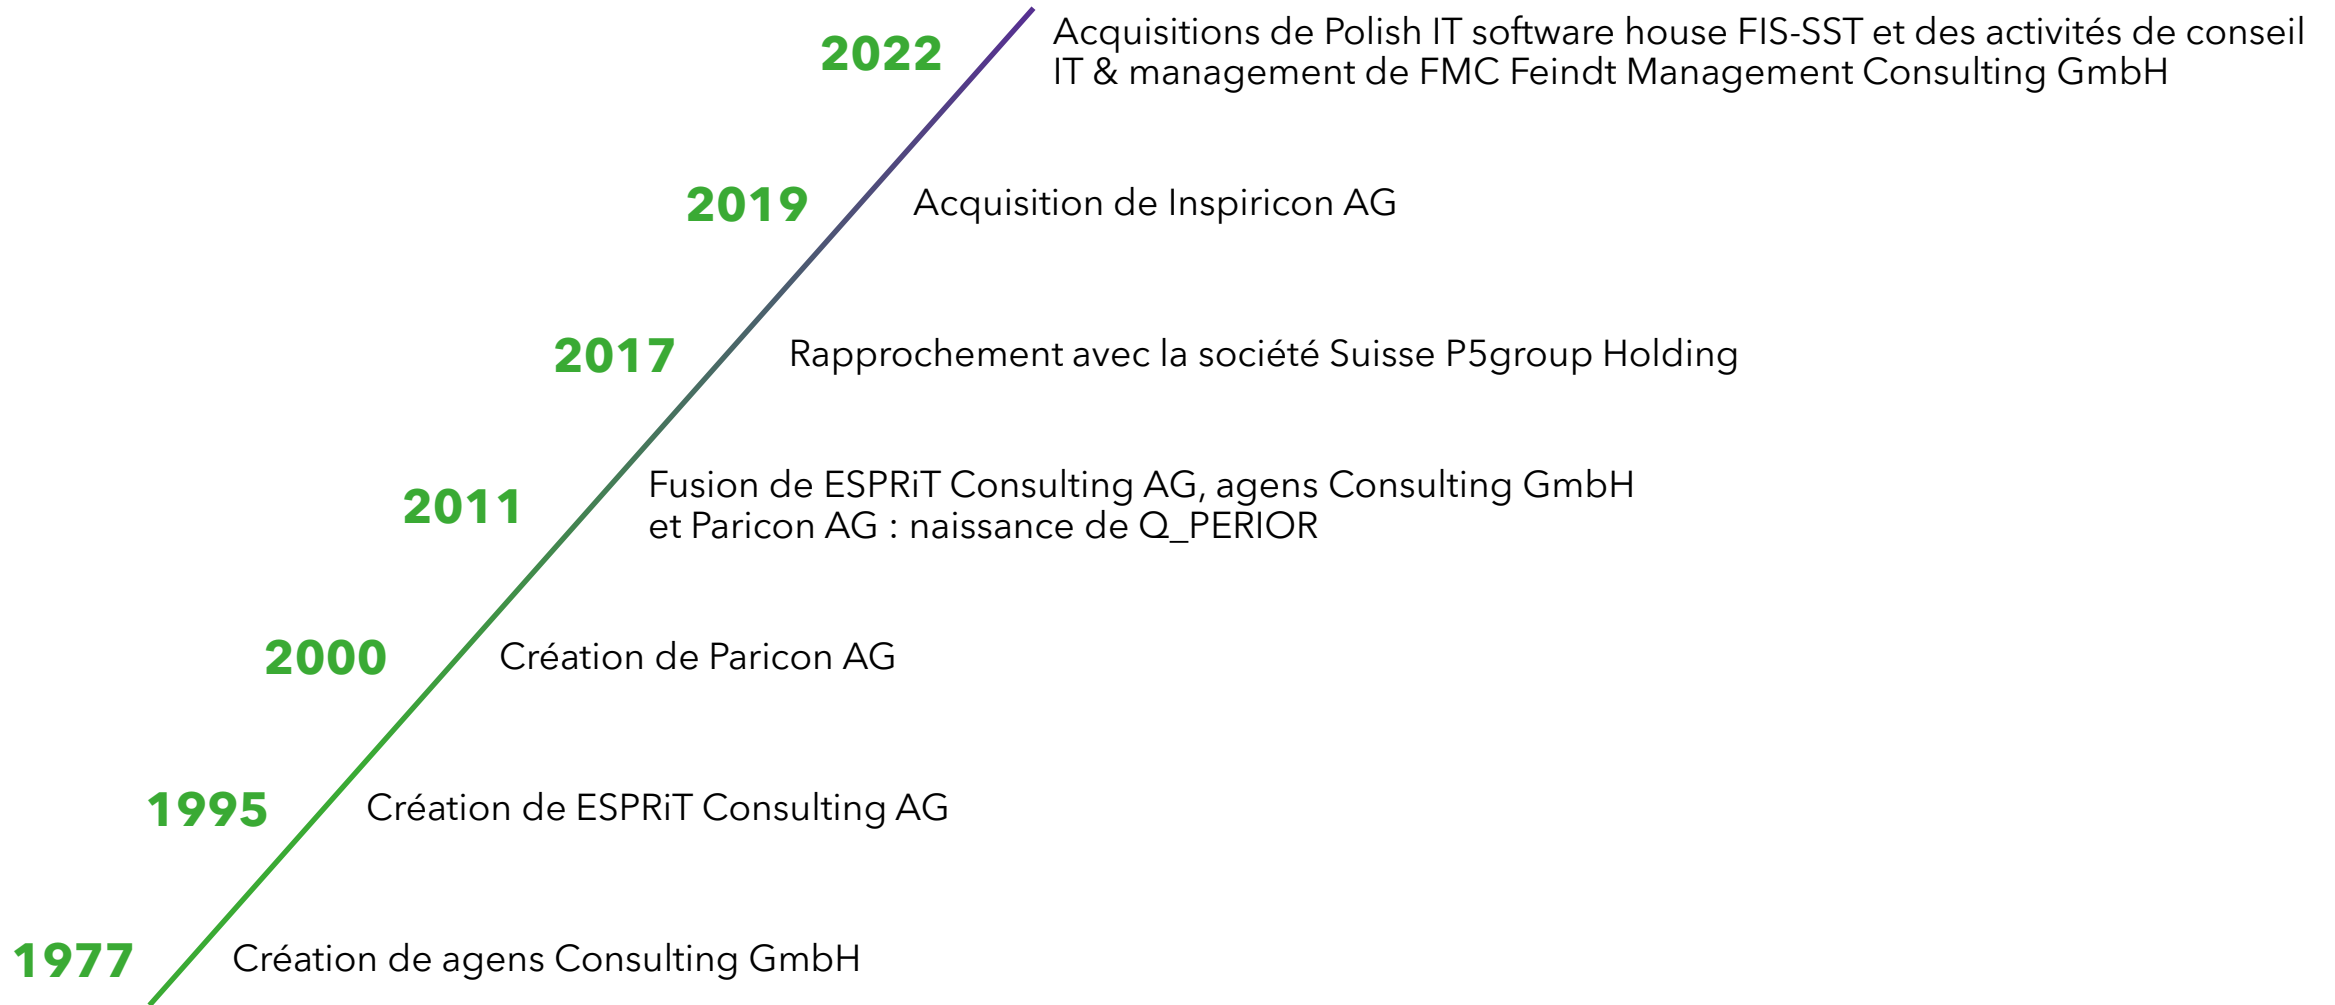 2022
Acquisitions de Polish IT software house FIS-SST et des activités de conseil
IT & management de FMC Feindt Management Consulting GmbH
2019
Acquisition de Inspiricon AG
2017
Rapprochement avec la société Suisse P5group Holding
2011
Fusion de ESPRiT Consulting AG, agens Consulting GmbH
et Paricon AG : naissance de Q_PERIOR
2000
Création de Paricon AG
1995
Création de ESPRiT Consulting AG
1977
Création de agens Consulting GmbH